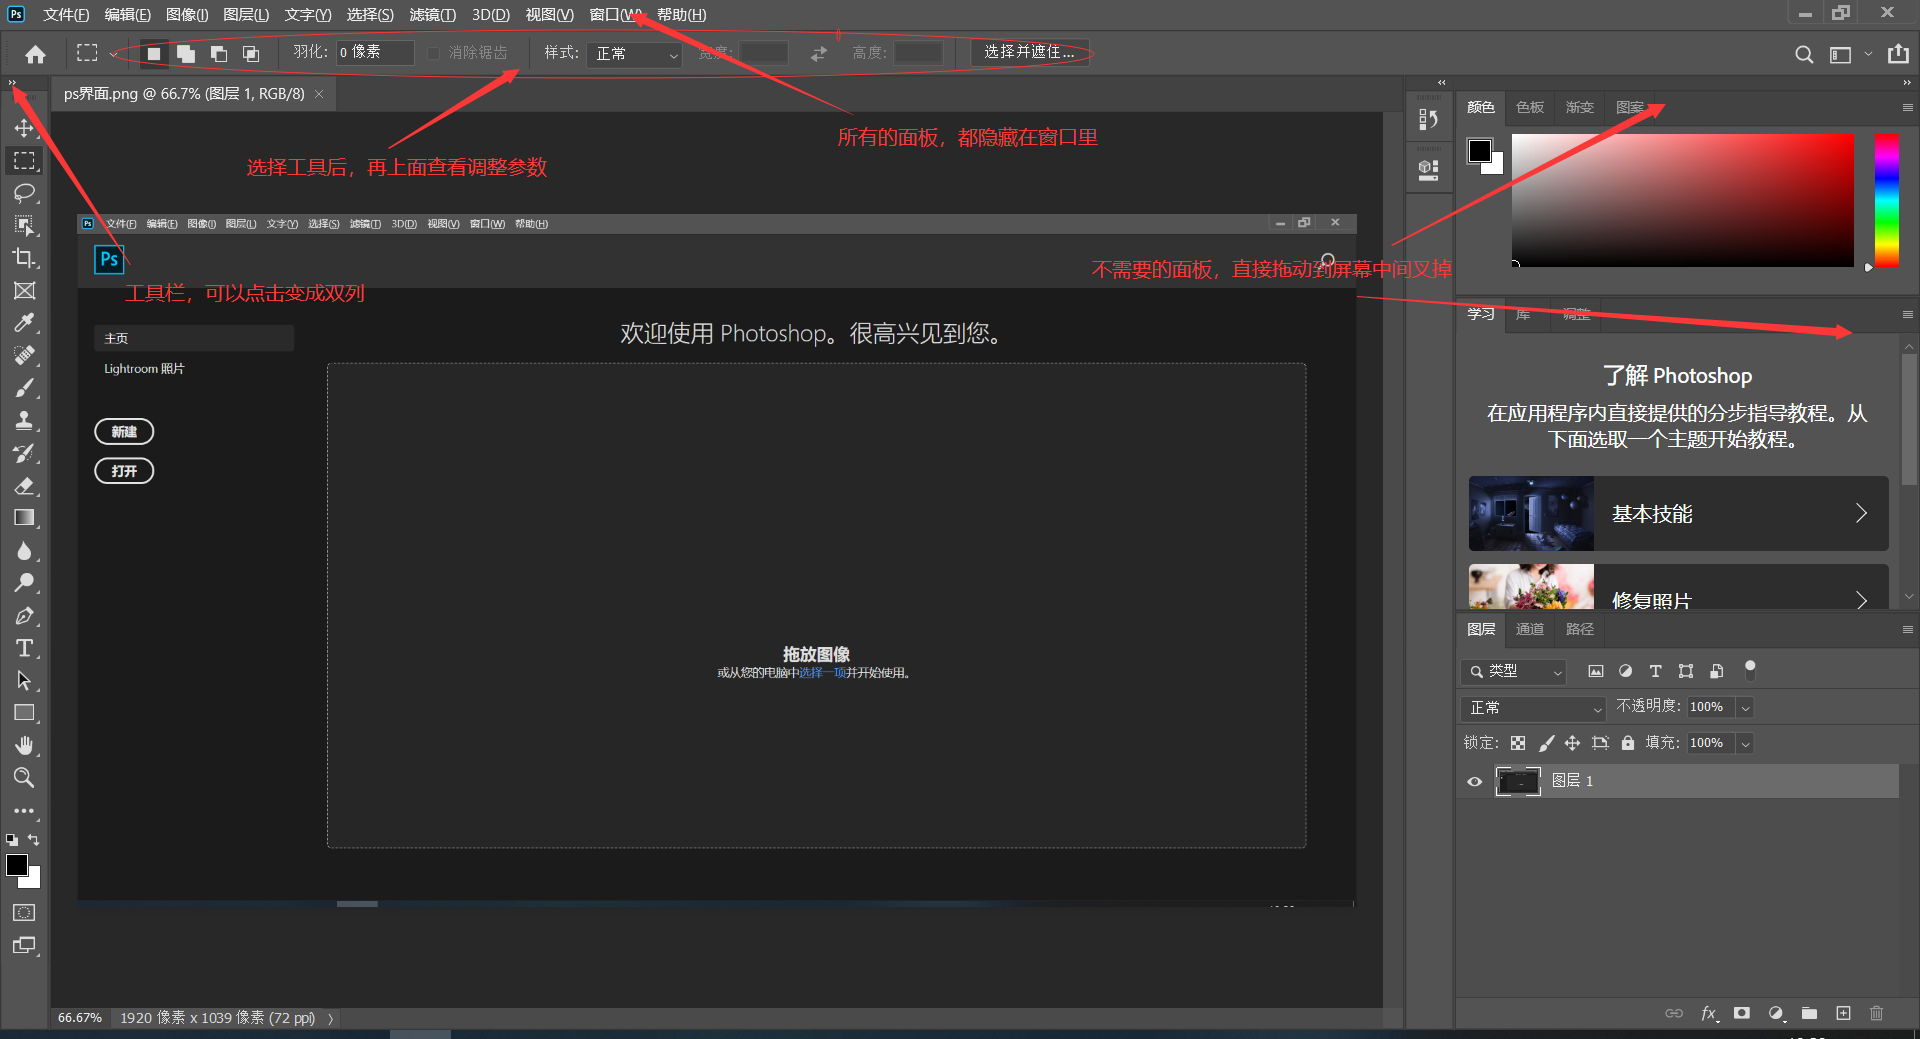 Ps 文件(F) 编辑(E) 图像(I) 图层(L) 文字(Y) 选择(S) 滤镜(T) 3D(D) 视图(V) 窗口(W) 帮助(H)
羽化: 0 像素 消除锯齿 样式: 正常 宽度: 高度: 选择并遮住...
ps界面.png @ 66.7% (图层 1, RGB/8)
颜色 色板 渐变 图案
所有的面板，都隐藏在窗口里
选择工具后，再上面查看调整参数
Ps 文件(F) 编辑(E) 图像(I) 图层(L) 文字(Y) 选择(S) 滤镜(T) 3D(D) 视图(V) 窗口(W) 帮助(H)
Ps
不需要的面板，直接拖动到屏幕中间叉掉
工具栏，可以点击变成双列
学习 库 调整
主页
欢迎使用 Photoshop。很高兴见到您。
Lightroom 照片
了解 Photoshop
在应用程序内直接提供的分步指导教程。从
下面选取一个主题开始教程。
新建
打开
基本技能
修复照片
图层 通道 路径
拖放图像
或从您的电脑中选择一项并开始使用。
类型
正常 不透明度: 100%
锁定: 填充: 100%
图层 1
66.67% 1920 像素 x 1039 像素 (72 ppi)
fx